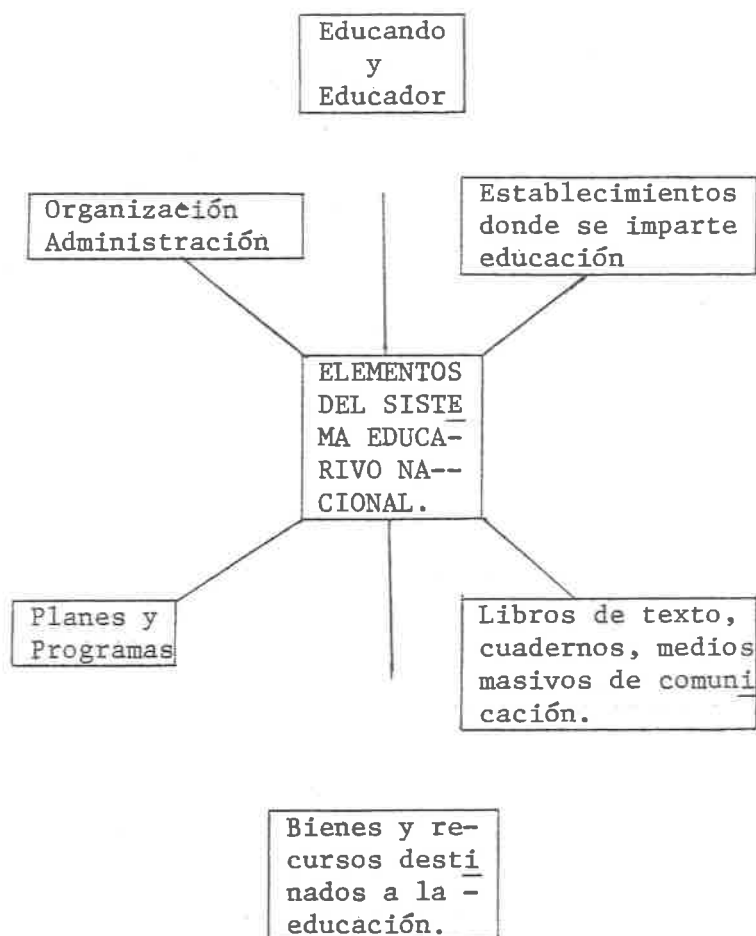 Educando
y
Educador
Organización
Administración
Establecimientos
donde se imparte
educación
ELEMENTOS
DEL SISTE
MA EDUCA-
RIVO NA--
CIONAL.
Planes y
Programas
Libros de texto,
cuadernos, medios
masivos de comuni
cación.
Bienes y re-
cursos desti
nados a la -
educación.